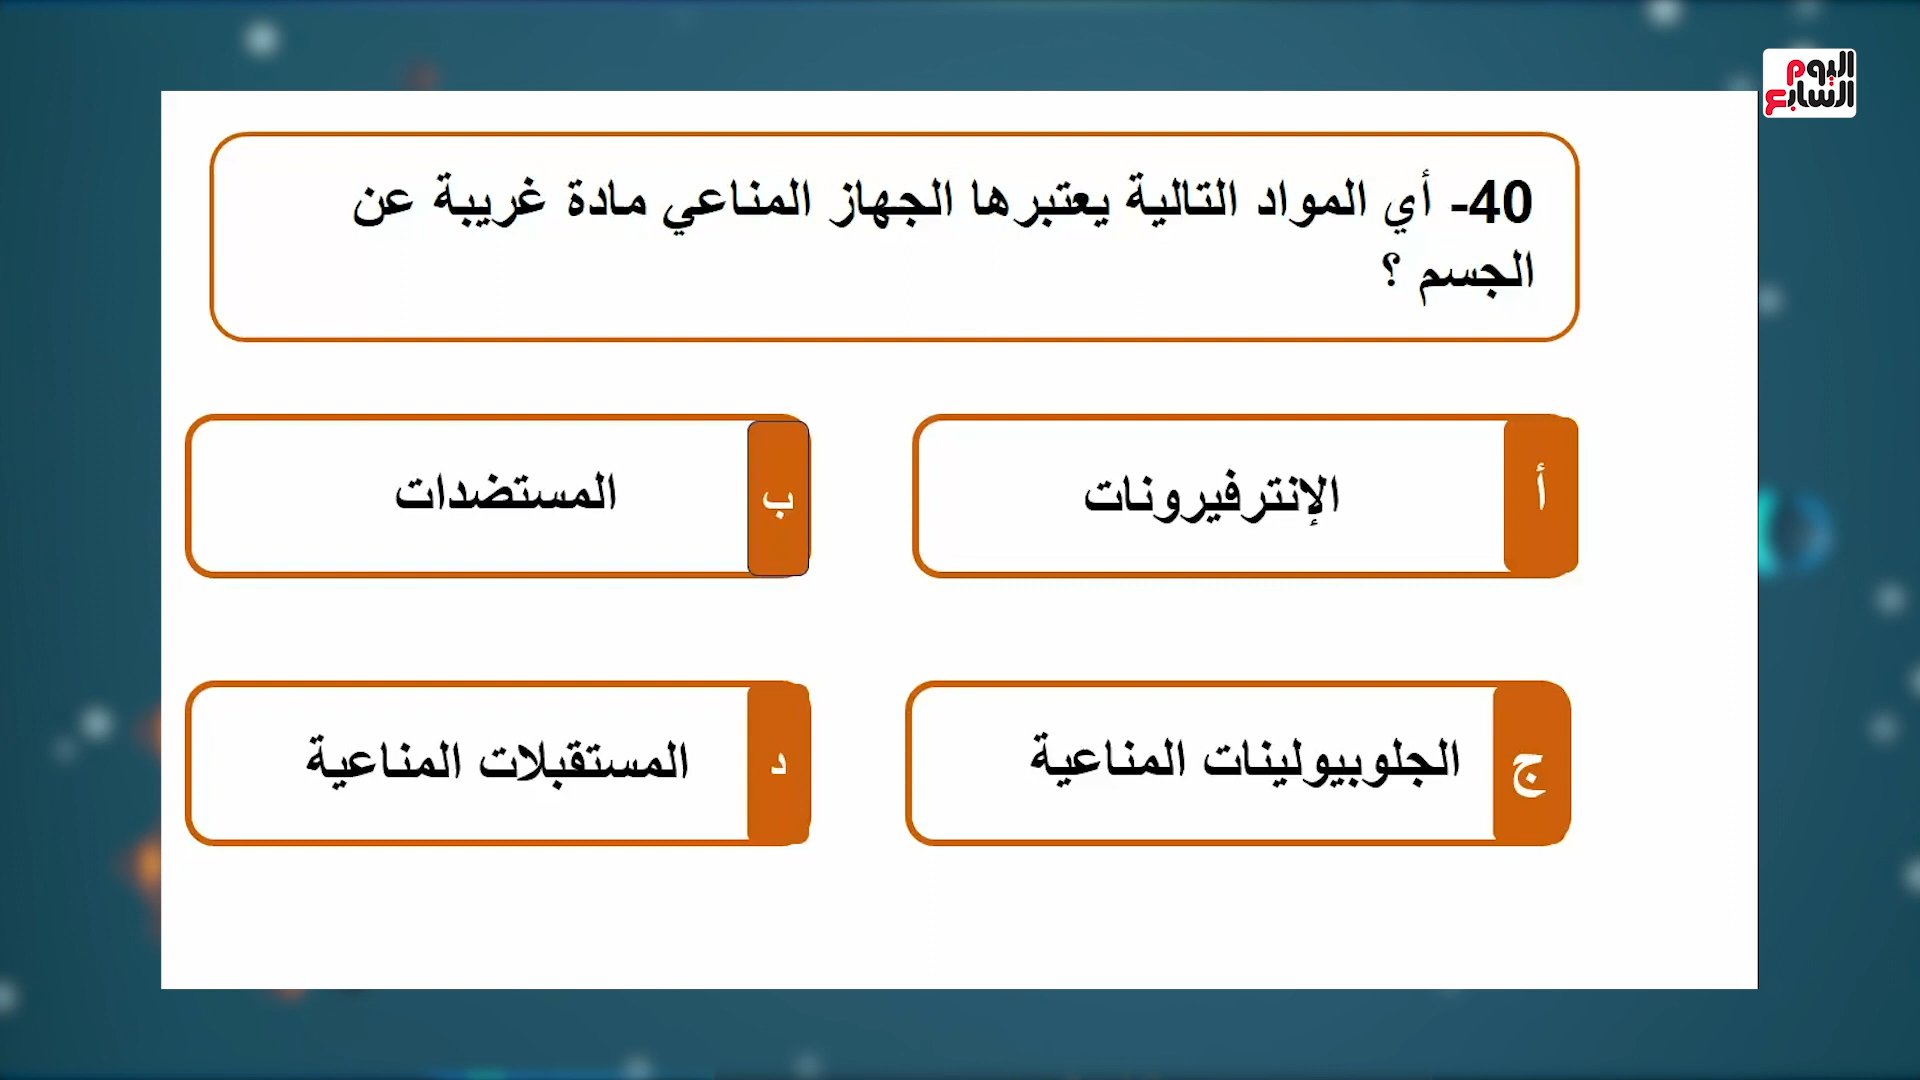 اليوم
السابع
40- أي المواد التالية يعتبرها الجهاز المناعي مادة غريبة عن
الجسم ؟
أ
الإنترفيرونات
ب
المستضدات
ج
الجلوبيولينات المناعية
د
المستقبلات المناعية